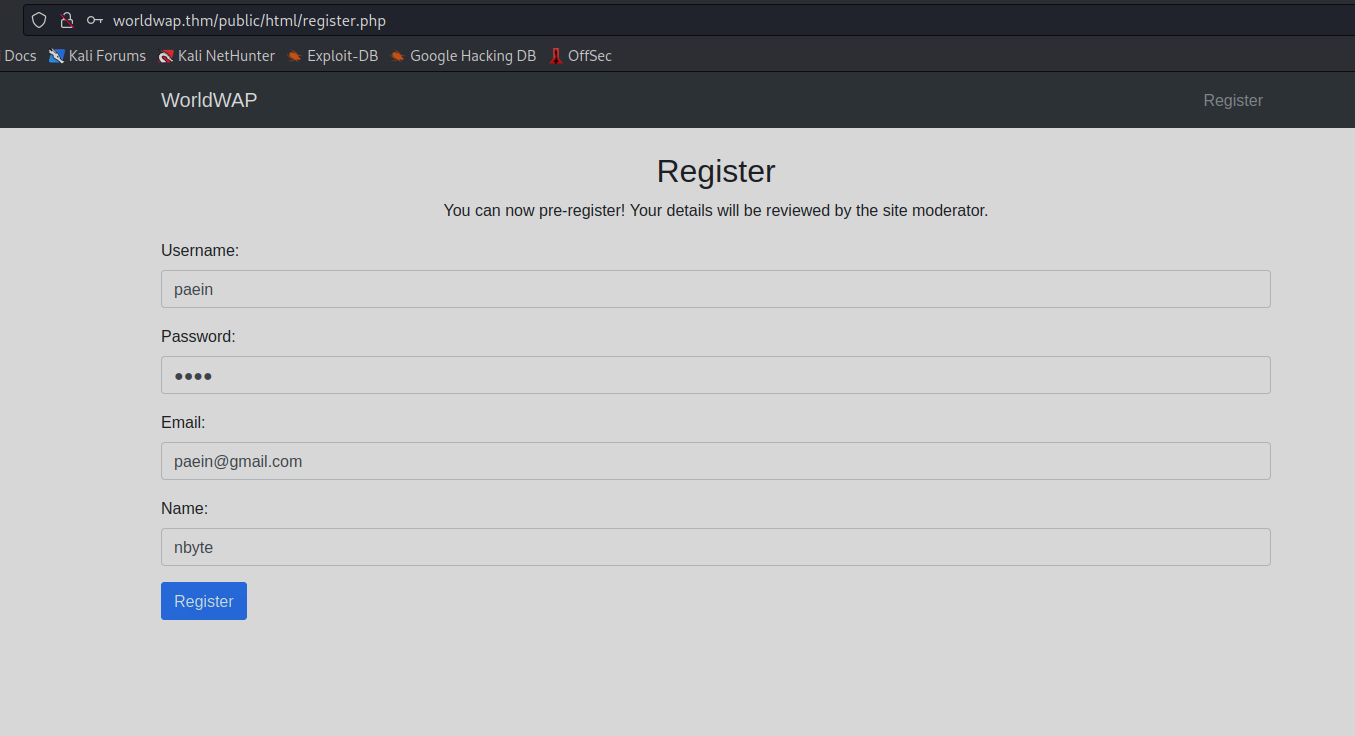 worldwap.thm/public/html/register.php
Docs Kali Forums Kali NetHunter Exploit-DB Google Hacking DB OffSec
WorldWAP Register
Register
You can now pre-register! Your details will be reviewed by the site moderator.
Username:
paein
Password:
••••
Email:
paein@gmail.com
Name:
nbyte
Register